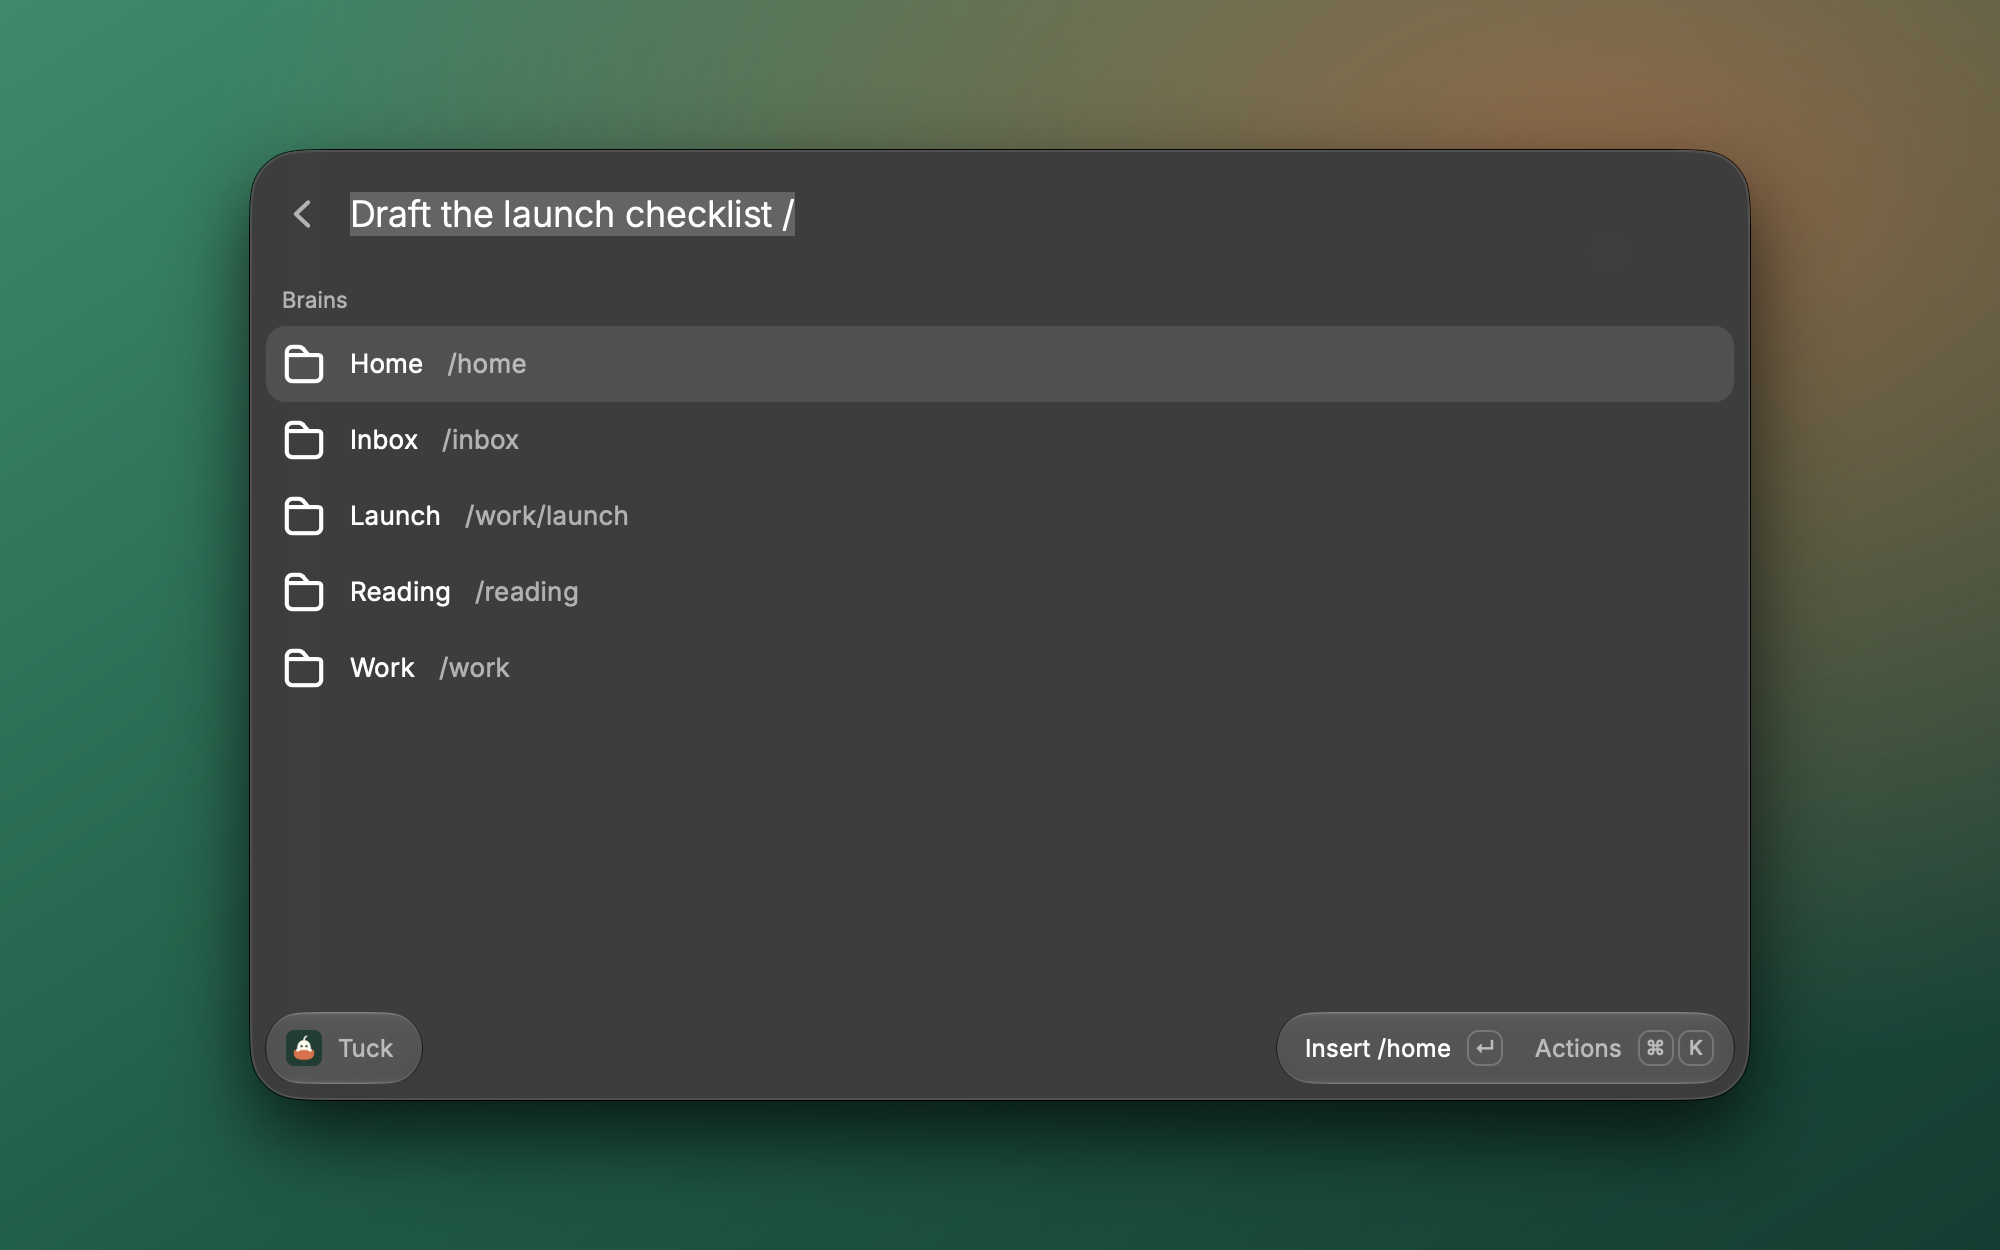 Draft the launch checklist /
Brains
Home /home
Inbox /inbox
Launch /work/launch
Reading /reading
Work /work
Tuck
Insert /home ↵ Actions ⌘ K